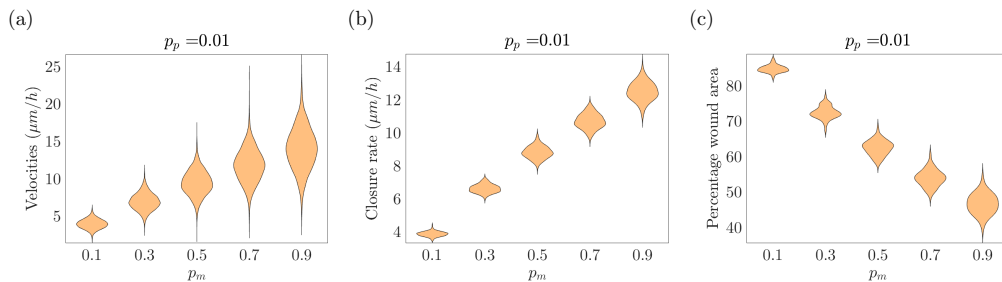 (a)
p_p =0.01
Velocities (μm/h)
25
20
15
10
5
0.1 0.3 0.5 0.7 0.9
p_m
(b)
p_p =0.01
Closure rate (μm/h)
14
12
10
8
6
4
0.1 0.3 0.5 0.7 0.9
p_m
(c)
p_p =0.01
Percentage wound area
80
70
60
50
40
0.1 0.3 0.5 0.7 0.9
p_m